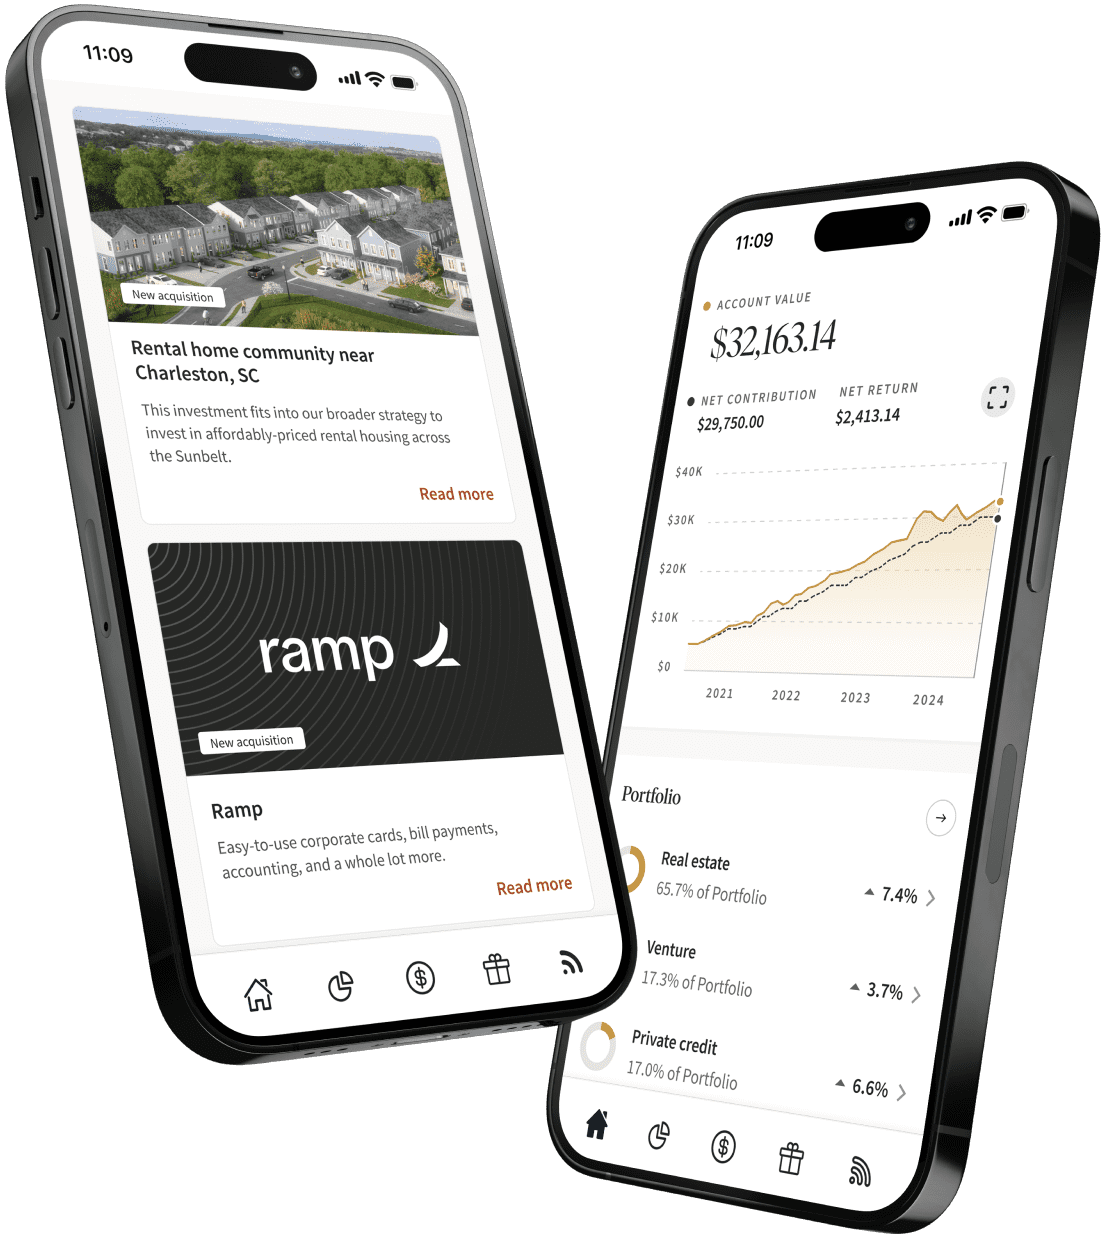 11:09
New acquisition
Rental home community near
Charleston, SC
This investment fits into our broader strategy to
invest in affordably-priced rental housing across
the Sunbelt.
Read more
ramp
New acquisition
Ramp
Easy-to-use corporate cards, bill payments,
accounting, and a whole lot more.
Read more
11:09
ACCOUNT VALUE
$32,163.14
NET CONTRIBUTION NET RETURN
$29,750.00 $2,413.14
$40K
$30K
$20K
$10K
$0
2021 2022 2023 2024
Portfolio
Real estate
65.7% of Portfolio 7.4%
Venture
17.3% of Portfolio 3.7%
Private credit
17.0% of Portfolio 6.6%